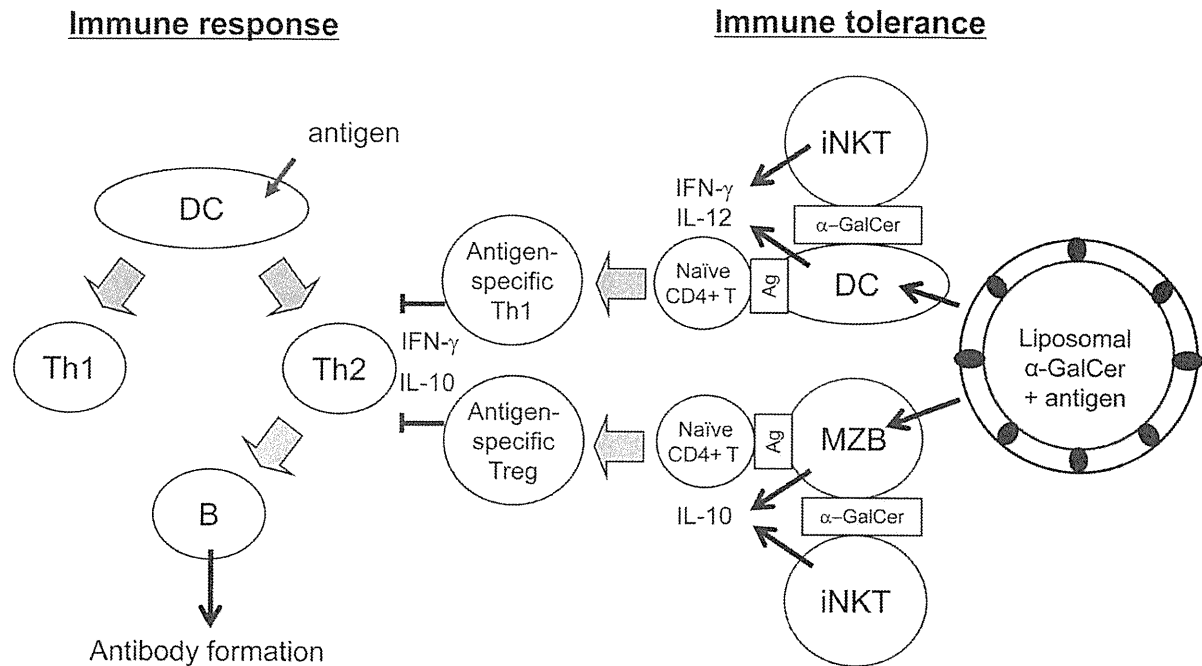 Immune response
Immune tolerance
antigen
DC
Th1
Th2
B
Antibody formation
Antigen-
specific
Th1
IFN-γ
IL-10
Antigen-
specific
Treg
iNKT
IFN-γ
IL-12
α–GalCer
Naïve
CD4+ T
Ag
DC
Liposomal
α-GalCer
+ antigen
Naïve
CD4+ T
Ag
MZB
IL-10
α–GalCer
iNKT